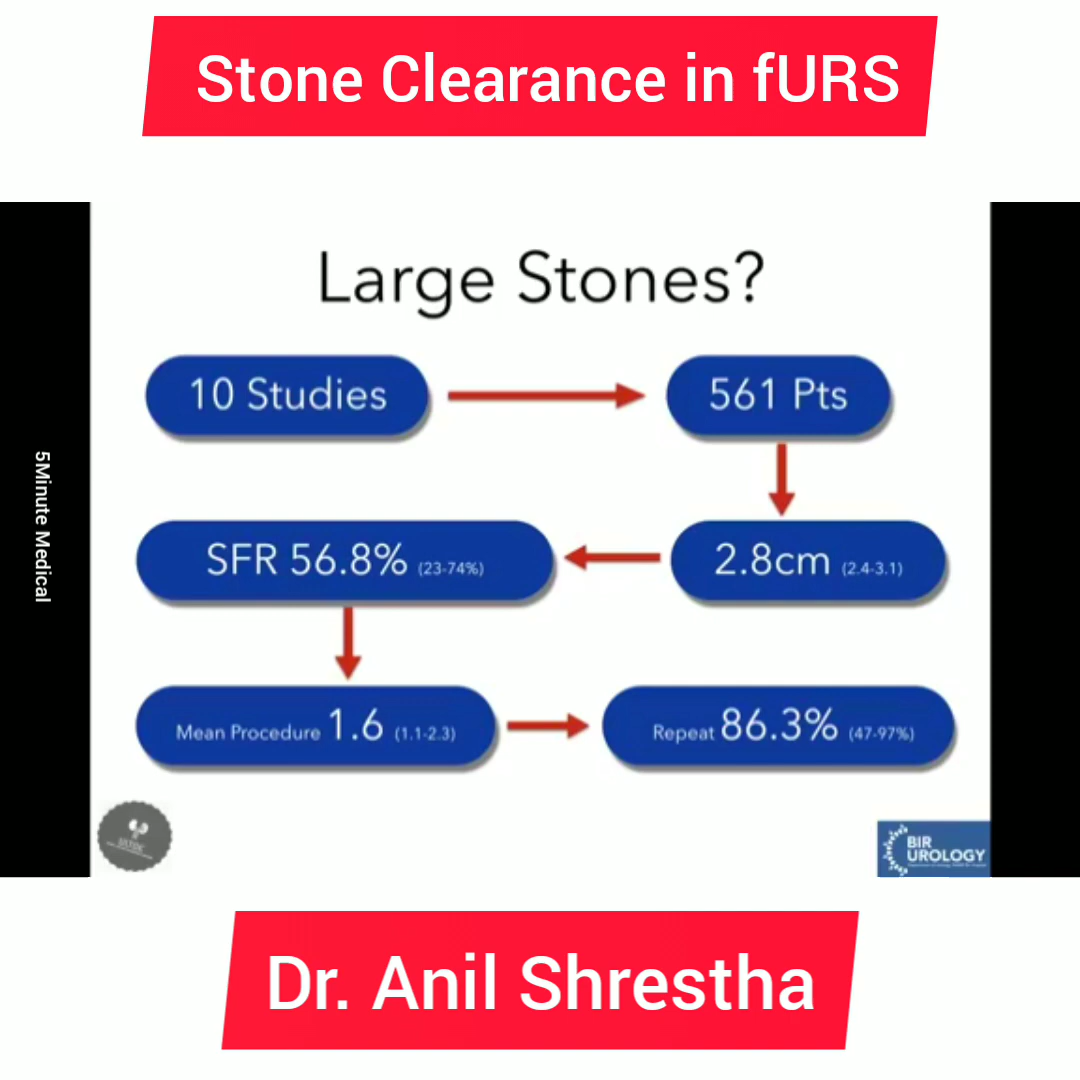 Stone Clearance in fURS
Large Stones?
10 Studies
561 Pts
2.8cm (2.4-3.1)
SFR 56.8% (23-74%)
Mean Procedure 1.6 (1.1-2.3)
Repeat 86.3% (47-97%)
5Minute Medical
BIR
UROLOGY
Dr. Anil Shrestha